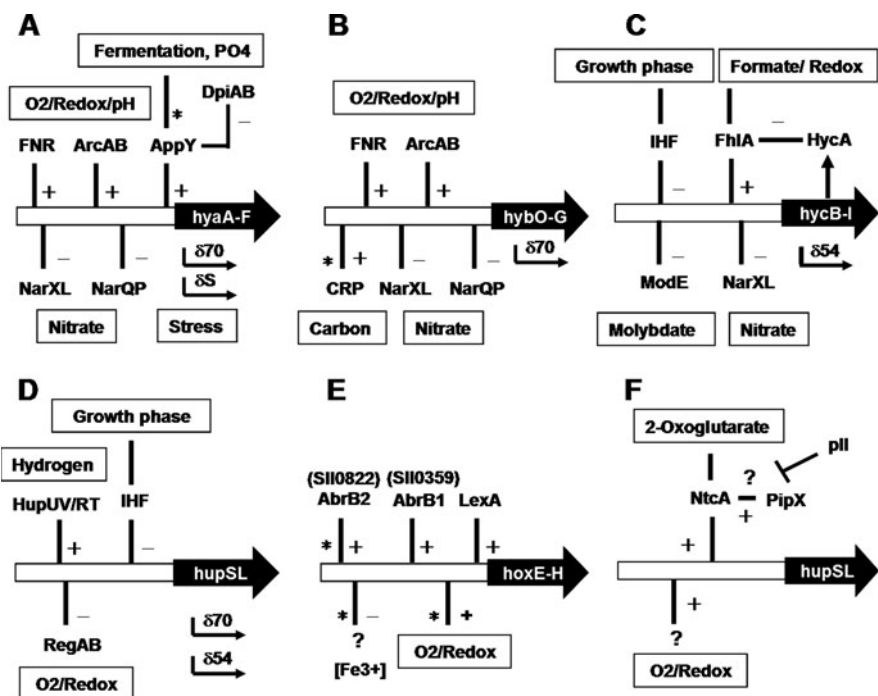 A
Fermentation, PO4
DpiAB
* –
O2/Redox/pH
FNR ArcAB AppY
+ + +
hyaA-F
– –
δ70
δS
NarXL NarQP
Nitrate
Stress
B
O2/Redox/pH
FNR ArcAB
+ +
hybO-G
* + – –
δ70
CRP NarXL NarQP
Carbon
Nitrate
C
Growth phase
Formate/ Redox
–
IHF FhlA HycA
– +
hycB-I
– –
δ54
ModE NarXL
Molybdate
Nitrate
D
Growth phase
Hydrogen
HupUV/RT IHF
+ –
hupSL
–
RegAB
δ70
O2/Redox
δ54
E
(Sll0822) (Sll0359)
AbrB2 AbrB1 LexA
* + + +
hoxE-H
* – * +
?
O2/Redox
[Fe3+]
F
2-Oxoglutarate
pII
?
NtcA PipX
+
+
hupSL
+
?
O2/Redox